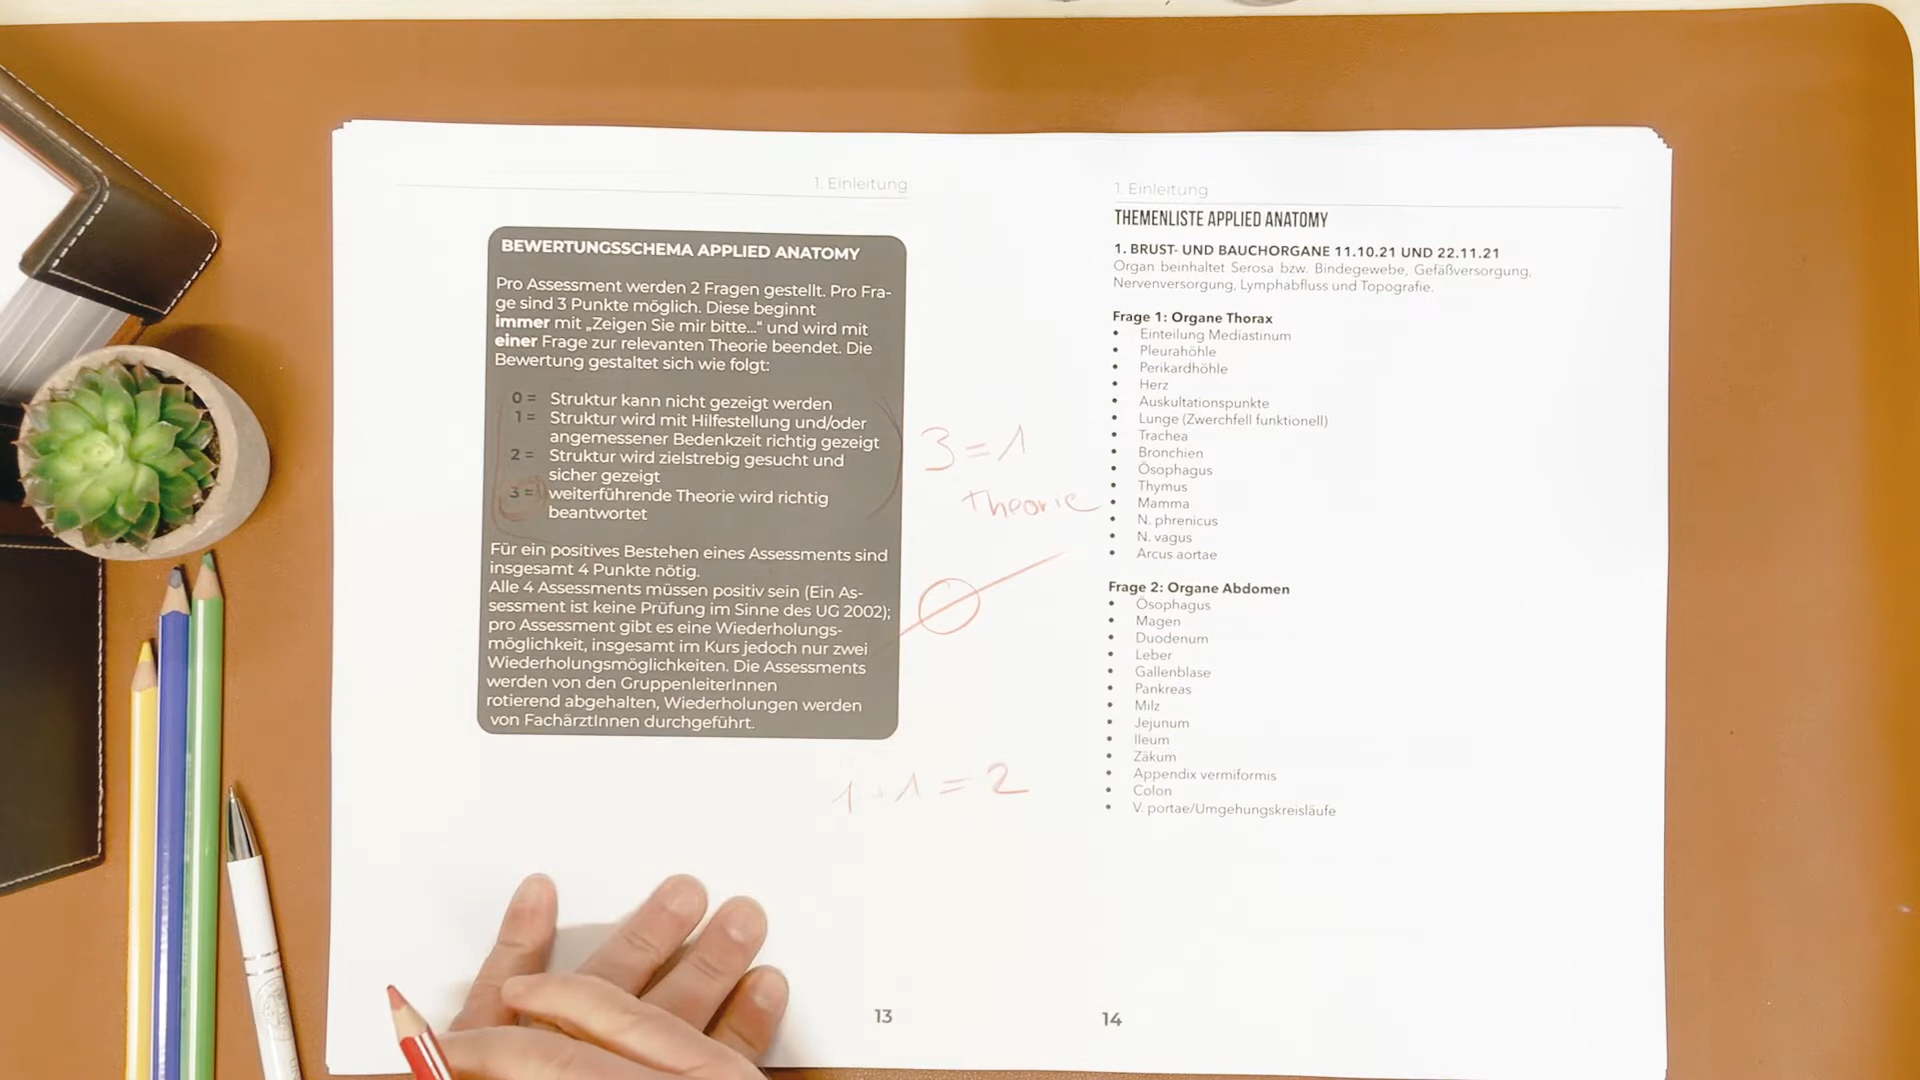 1. Einleitung
BEWERTUNGSSCHEMA APPLIED ANATOMY
Pro Assessment werden 2 Fragen gestellt. Pro Fra-
ge sind 3 Punkte möglich. Diese beginnt
immer mit „Zeigen Sie mir bitte...“ und wird mit
einer Frage zur relevanten Theorie beendet. Die
Bewertung gestaltet sich wie folgt:
0 = Struktur kann nicht gezeigt werden
1 = Struktur wird mit Hilfestellung und/oder
angemessener Bedenkzeit richtig gezeigt
2 = Struktur wird zielstrebig gesucht und
sicher gezeigt
3 = weiterführende Theorie wird richtig
beantwortet
Für ein positives Bestehen eines Assessments sind
insgesamt 4 Punkte nötig.
Alle 4 Assessments müssen positiv sein (Ein As-
sessment ist keine Prüfung im Sinne des UG 2002);
pro Assessment gibt es eine Wiederholungs-
möglichkeit, insgesamt im Kurs jedoch nur zwei
Wiederholungsmöglichkeiten. Die Assessments
werden von den GruppenleiterInnen
rotierend abgehalten, Wiederholungen werden
von FachärztInnen durchgeführt.
3 = 1
Theorie
1 + 1 = 2
13
1. Einleitung
THEMENLISTE APPLIED ANATOMY
1. BRUST- UND BAUCHORGANE 11.10.21 UND 22.11.21
Organ beinhaltet Serosa bzw. Bindegewebe, Gefäßversorgung,
Nervenversorgung, Lymphabfluss und Topografie.
Frage 1: Organe Thorax
• Einteilung Mediastinum
• Pleurahöhle
• Perikardhöhle
• Herz
• Auskultationspunkte
• Lunge (Zwerchfell funktionell)
• Trachea
• Bronchien
• Ösophagus
• Thymus
• Mamma
• N. phrenicus
• N. vagus
• Arcus aortae
Frage 2: Organe Abdomen
• Ösophagus
• Magen
• Duodenum
• Leber
• Gallenblase
• Pankreas
• Milz
• Jejunum
• Ileum
• Zäkum
• Appendix vermiformis
• Colon
• V. portae/Umgehungskreisläufe
14